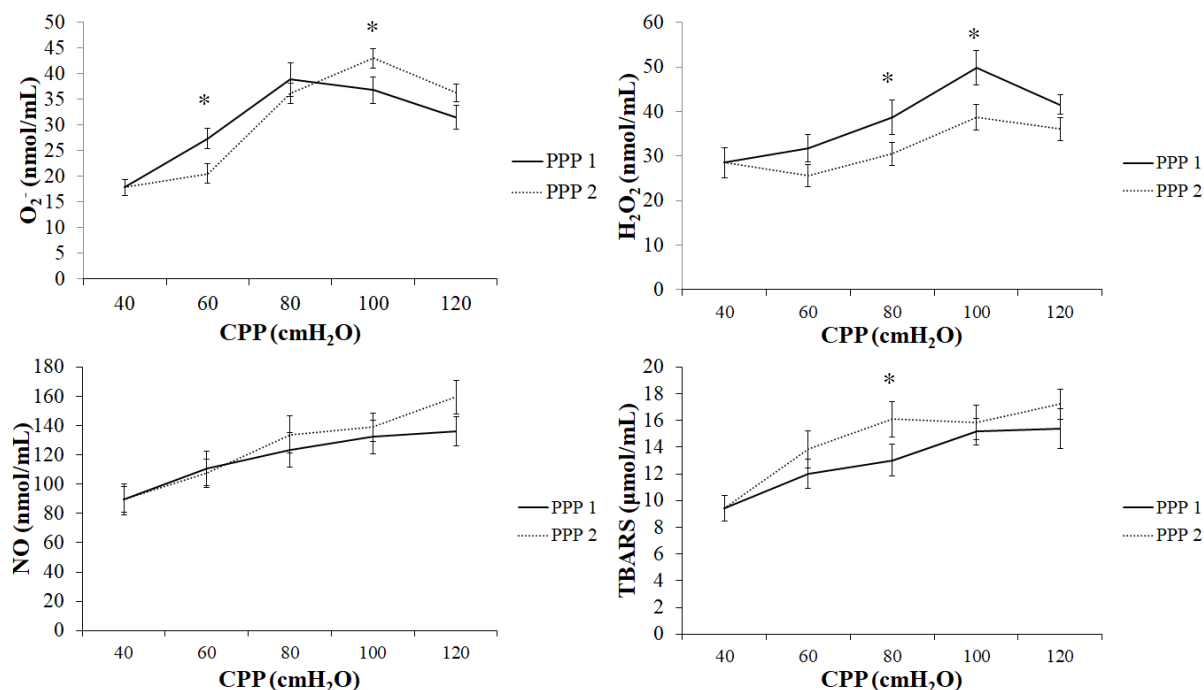 O₂⁻ (nmol/mL)
50
45
40
35
30
25
20
15
10
5
0
*
*
40 60 80 100 120
CPP (cmH₂O)
PPP 1
PPP 2
H₂O₂ (nmol/mL)
60
50
40
30
20
10
0
*
*
40 60 80 100 120
CPP (cmH₂O)
PPP 1
PPP 2
NO (nmol/mL)
180
160
140
120
100
80
60
40
20
0
40 60 80 100 120
CPP (cmH₂O)
PPP 1
PPP 2
TBARS (µmol/mL)
20
18
16
14
12
10
8
6
4
2
0
*
40 60 80 100 120
CPP (cmH₂O)
PPP 1
PPP 2